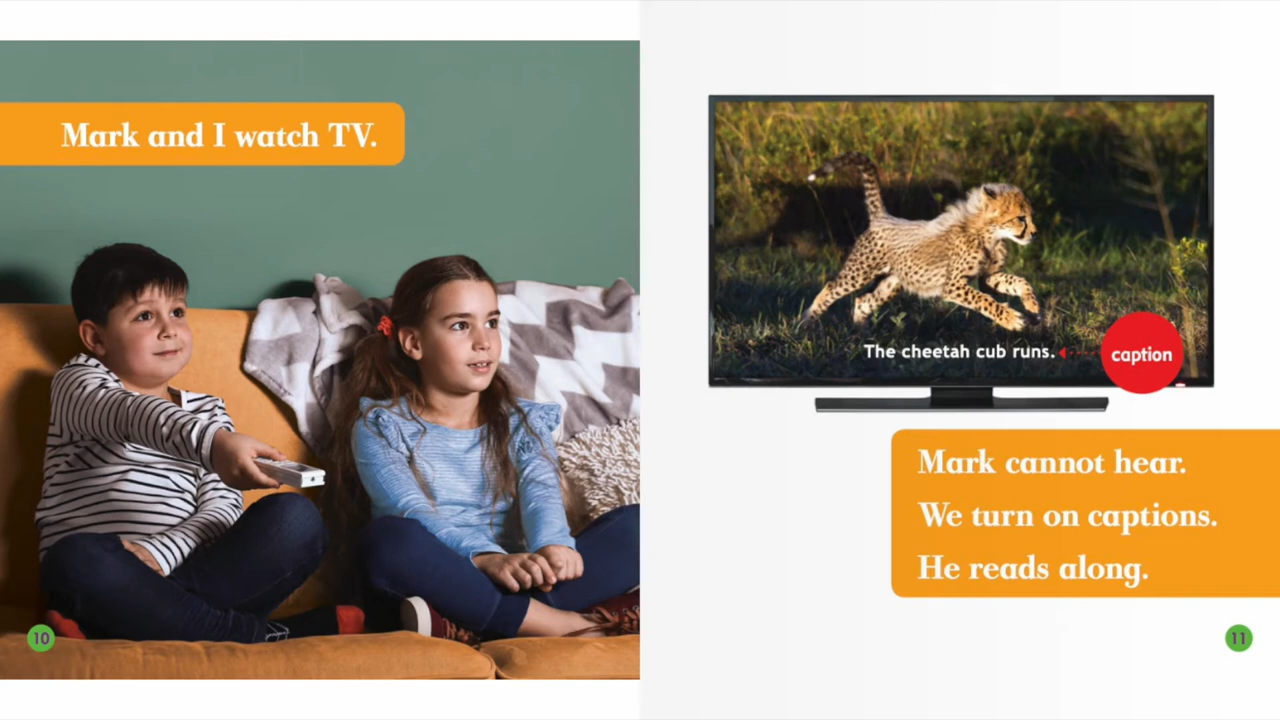 Mark and I watch TV.
10
The cheetah cub runs.
caption
Mark cannot hear.
We turn on captions.
He reads along.
11